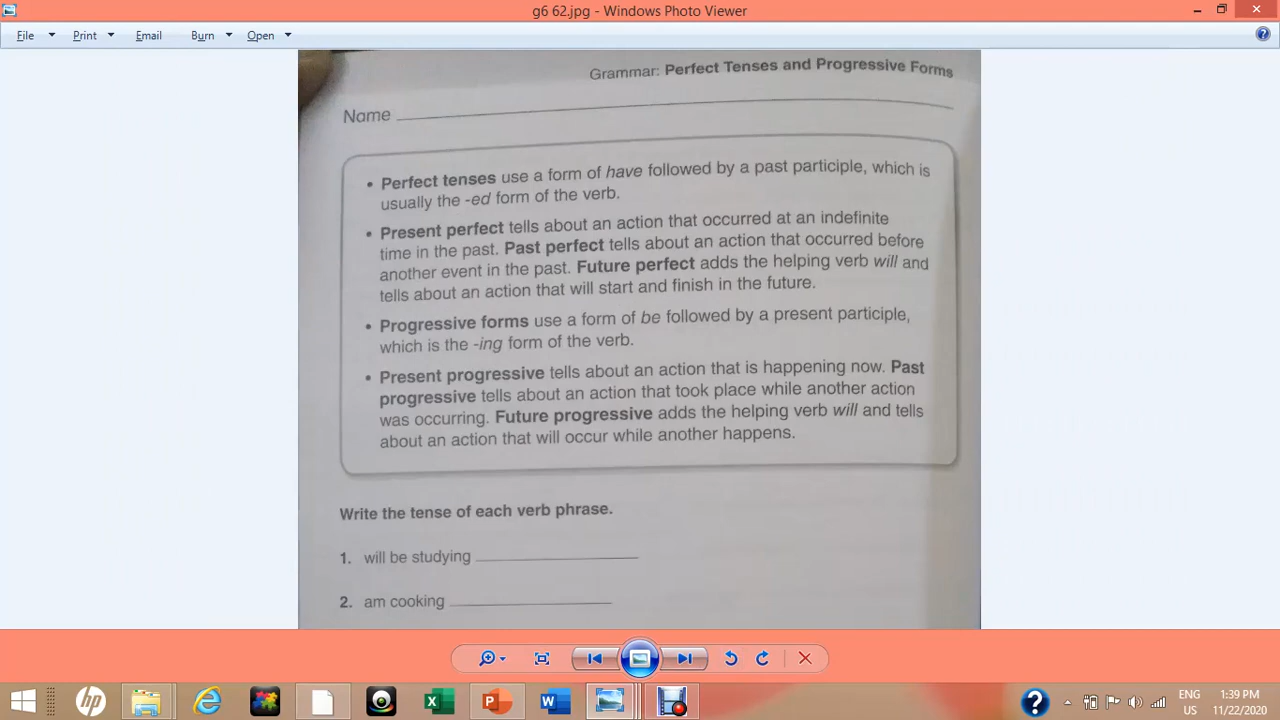 g6 62.jpg - Windows Photo Viewer
File Print Email Burn Open
Grammar: Perfect Tenses and Progressive Forms
Name
• Perfect tenses use a form of have followed by a past participle, which is
usually the -ed form of the verb.
• Present perfect tells about an action that occurred at an indefinite
time in the past. Past perfect tells about an action that occurred before
another event in the past. Future perfect adds the helping verb will and
tells about an action that will start and finish in the future.
• Progressive forms use a form of be followed by a present participle,
which is the -ing form of the verb.
• Present progressive tells about an action that is happening now. Past
progressive tells about an action that took place while another action
was occurring. Future progressive adds the helping verb will and tells
about an action that will occur while another happens.
Write the tense of each verb phrase.
1. will be studying
2. am cooking
ENG 1:39 PM
US 11/22/2020